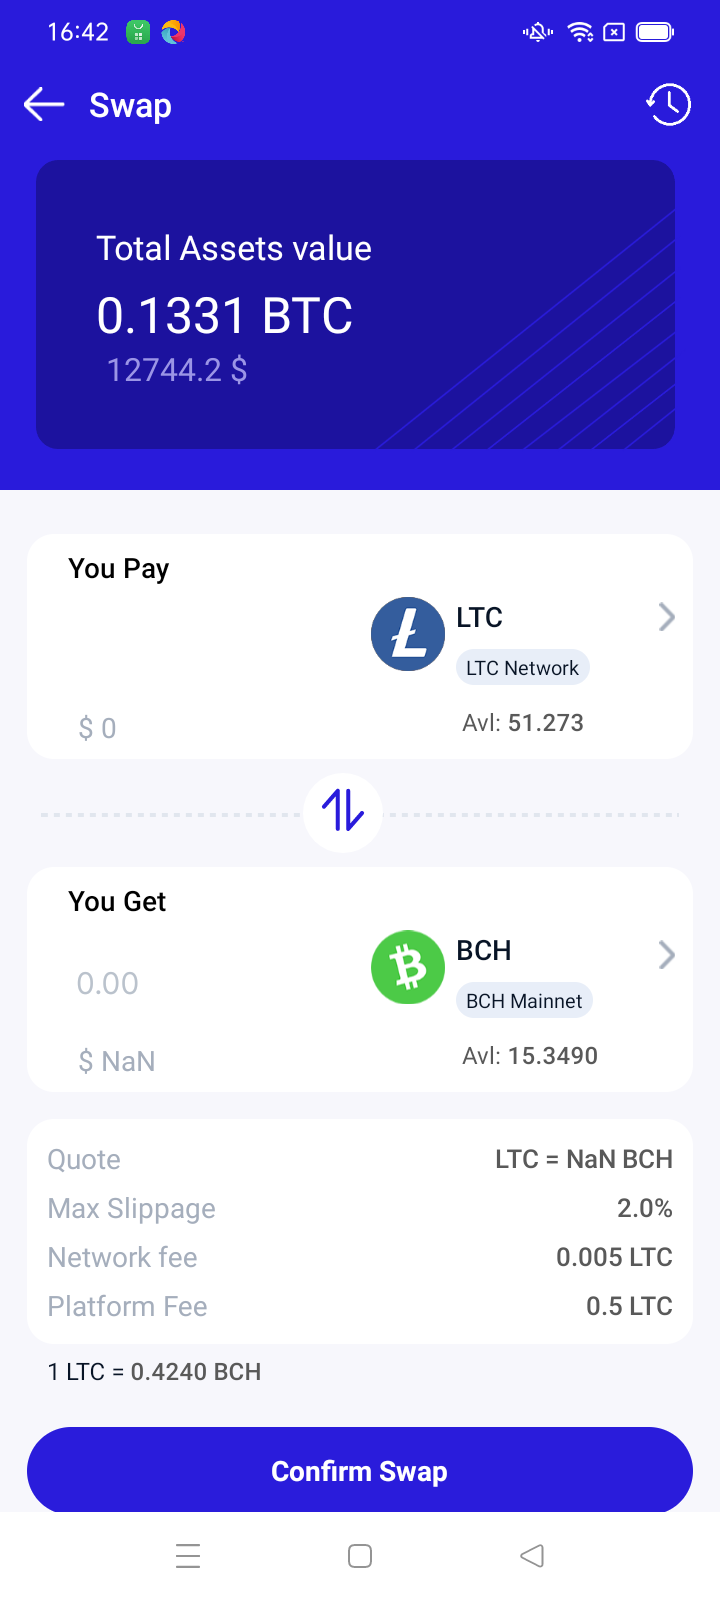 16:42
Swap
Total Assets value
0.1331 BTC
12744.2 $
You Pay
LTC
LTC Network
$ 0
Avl: 51.273
You Get
BCH
0.00
BCH Mainnet
$ NaN
Avl: 15.3490
Quote LTC = NaN BCH
Max Slippage 2.0%
Network fee 0.005 LTC
Platform Fee 0.5 LTC
1 LTC = 0.4240 BCH
Confirm Swap